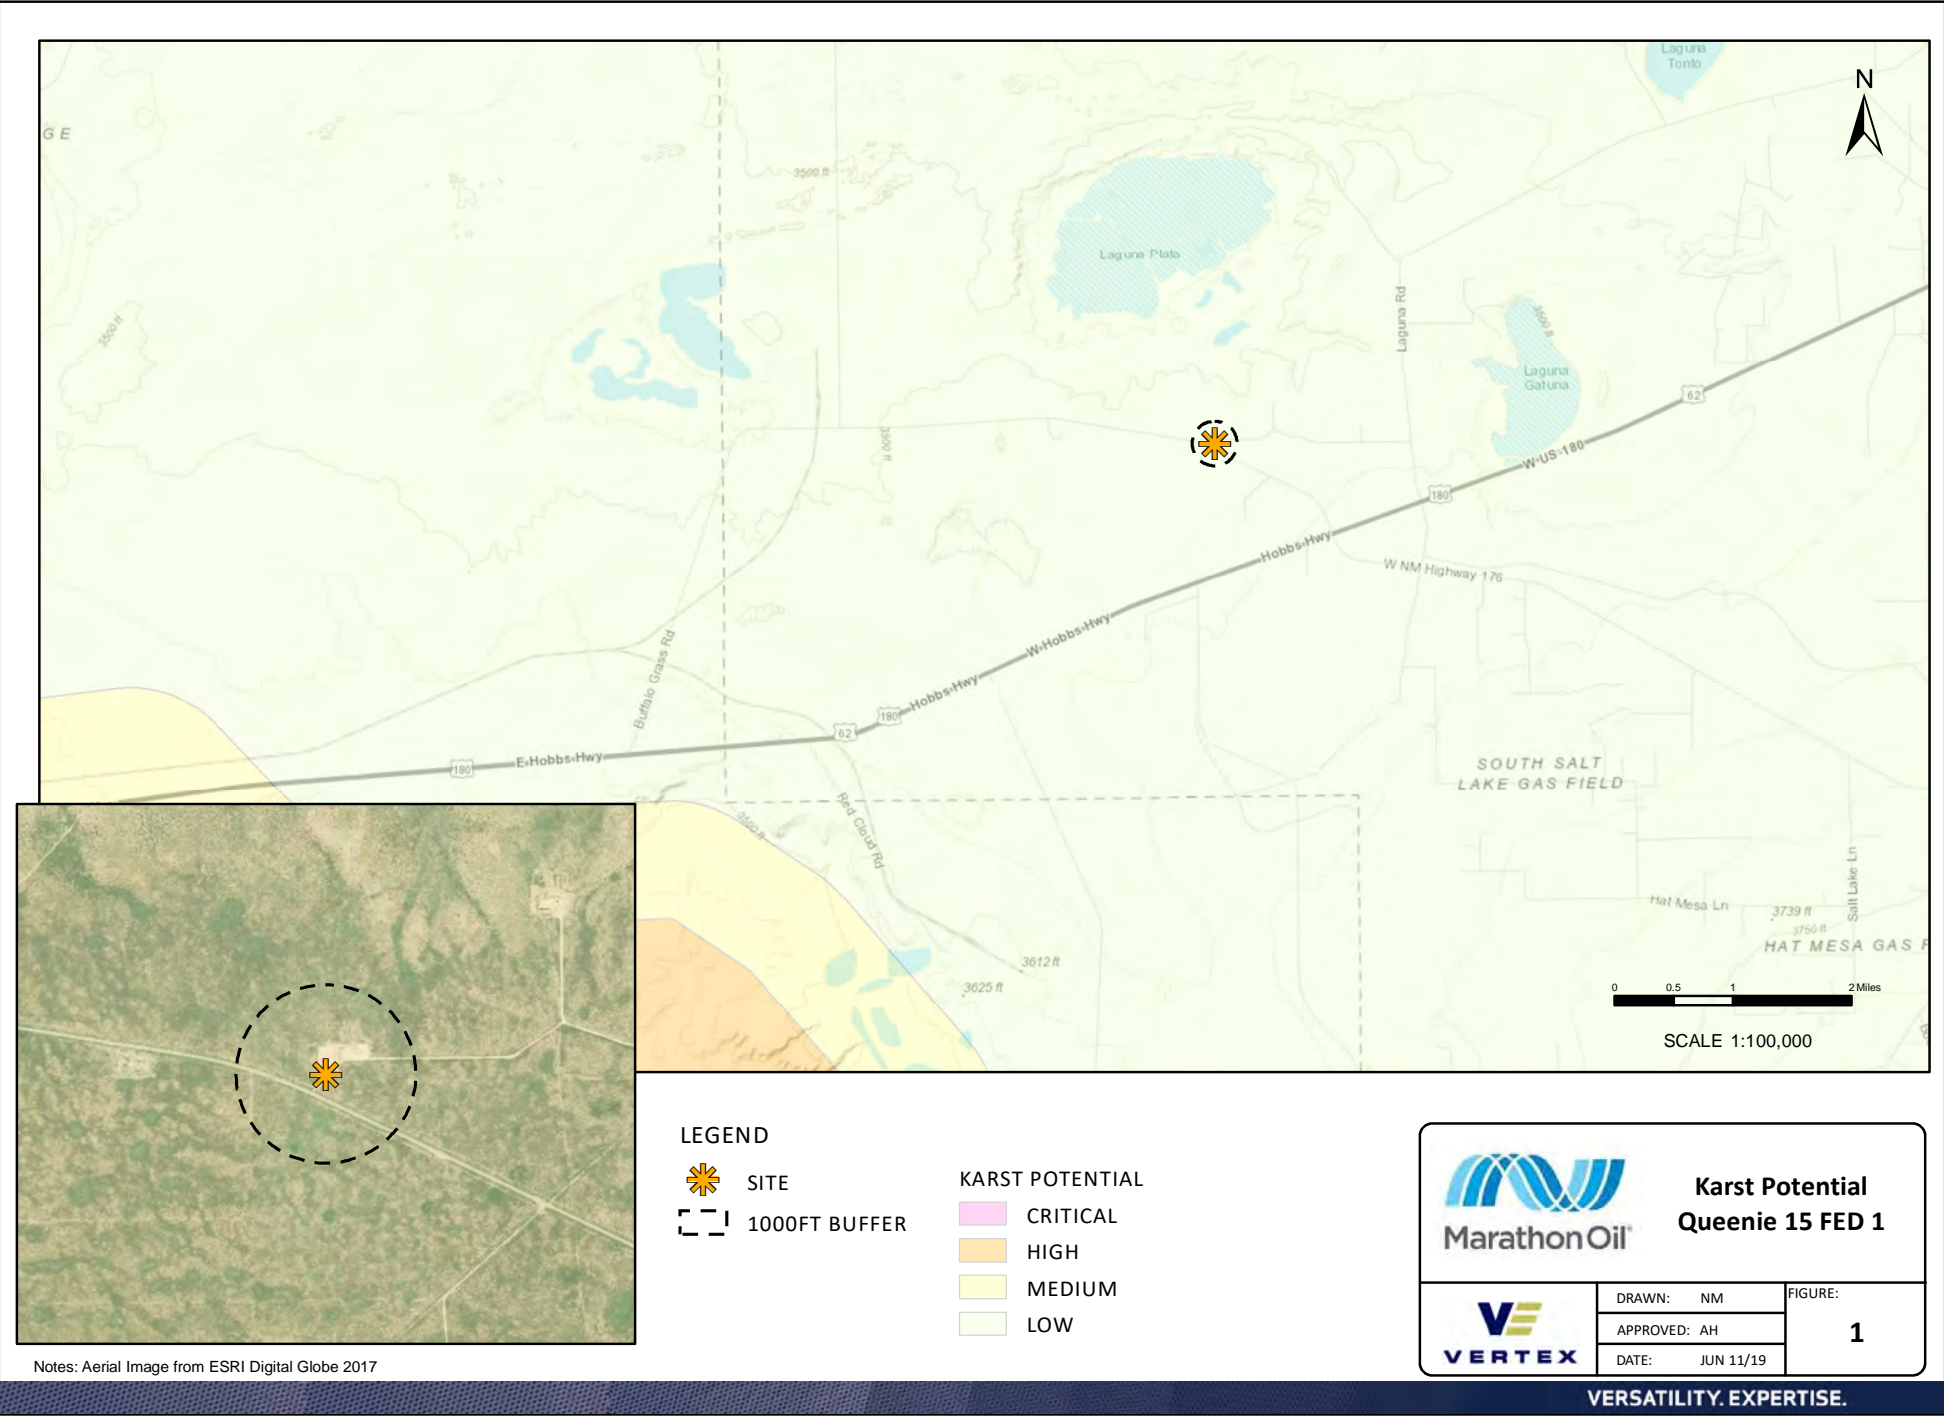 Laguna
Tonto
N
GE
3500 ft
Laguna Plata
3500 ft
Laguna Rd
3500 ft
Laguna
Gatuna
62
3500 ft
W US-180
180
Hobbs Hwy
W NM Highway 176
W Hobbs Hwy
Buffalo Grass Rd
Hobbs Hwy
180
62
E Hobbs Hwy
180
SOUTH SALT
LAKE GAS FIELD
Red Cloud Rd
3500 ft
Salt Lake Ln
Hat Mesa Ln
3739 ft
3750 ft
HAT MESA GAS F
3612 ft
3625 ft
0 0.5 1 2 Miles
SCALE 1:100,000
LEGEND
SITE
1000FT BUFFER
KARST POTENTIAL
CRITICAL
HIGH
MEDIUM
LOW
Marathon Oil®
Karst Potential
Queenie 15 FED 1
VERTEX
DRAWN: NM
APPROVED: AH
DATE: JUN 11/19
FIGURE:
1
Notes: Aerial Image from ESRI Digital Globe 2017
VERSATILITY. EXPERTISE.